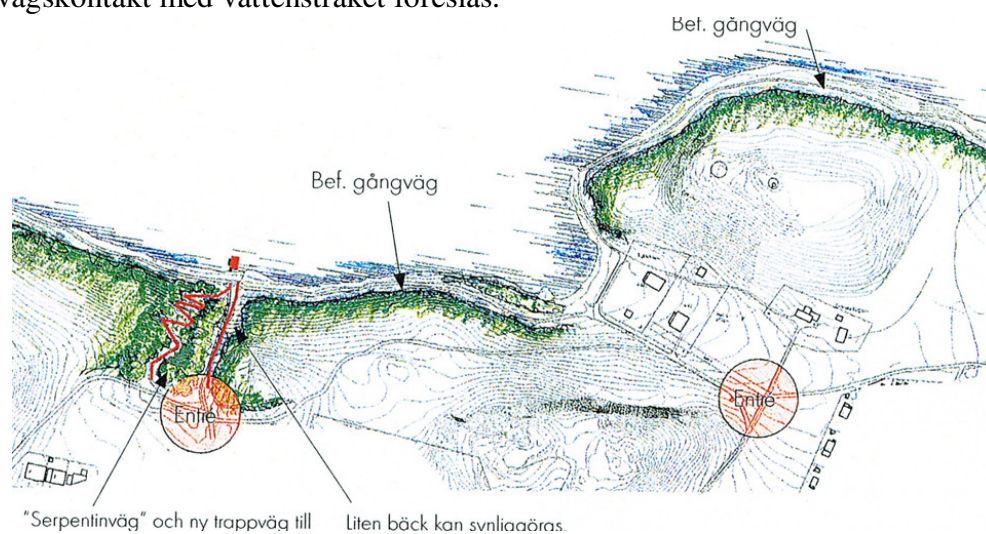 vägskontakt med vattenstråket föreslås.
Bef. gångväg
Bef. gångväg
Entré
Entré
"Serpentinväg" och ny trappväg till
Liten bäck kan synliggöras.